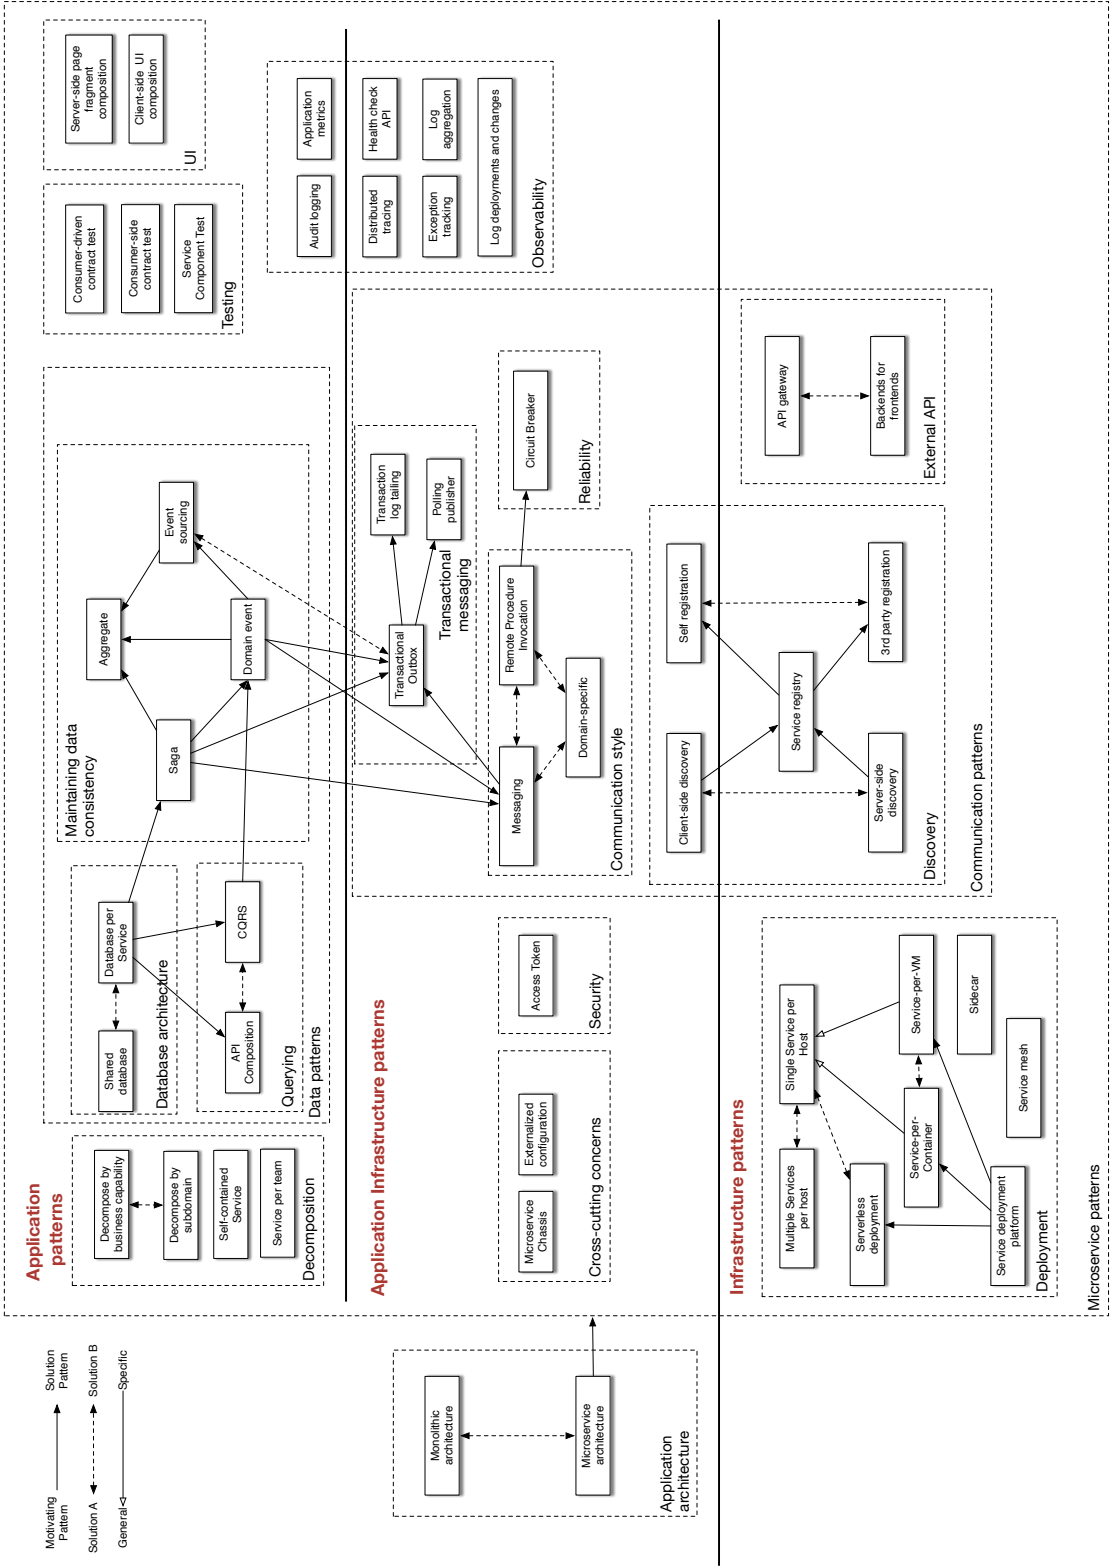 Motivating
Pattern
Solution
Pattern
Solution A
Solution B
General
Specific
Application
patterns
Decompose by
business capability
Decompose by
subdomain
Self-contained
Service
Service per team
Decomposition
Shared
database
Database per
Service
Database architecture
API
Composition
CQRS
Querying
Data patterns
Maintaining data
consistency
Saga
Aggregate
Domain event
Event
sourcing
Consumer-driven
contract test
Consumer-side
contract test
Service
Component Test
Testing
Server-side page
fragment
composition
Client-side UI
composition
UI
Monolithic
architecture
Microservice
architecture
Application
architecture
Application Infrastructure patterns
Microservice
Chassis
Externalized
configuration
Cross-cutting concerns
Access Token
Security
Transactional
Outbox
Transaction
log tailing
Polling
publisher
Transactional
messaging
Messaging
Remote Procedure
Invocation
Domain-specific
Communication style
Circuit Breaker
Reliability
Audit logging
Application
metrics
Distributed
tracing
Health check
API
Exception
tracking
Log
aggregation
Log deployments and changes
Observability
Infrastructure patterns
Multiple Services
per host
Single Service per
Host
Serverless
deployment
Service-per-
Container
Service-per-VM
Service deployment
platform
Sidecar
Service mesh
Deployment
Client-side discovery
Server-side
discovery
Service registry
Self registration
3rd party registration
Discovery
API gateway
Backends for
frontends
External API
Communication patterns
Microservice patterns